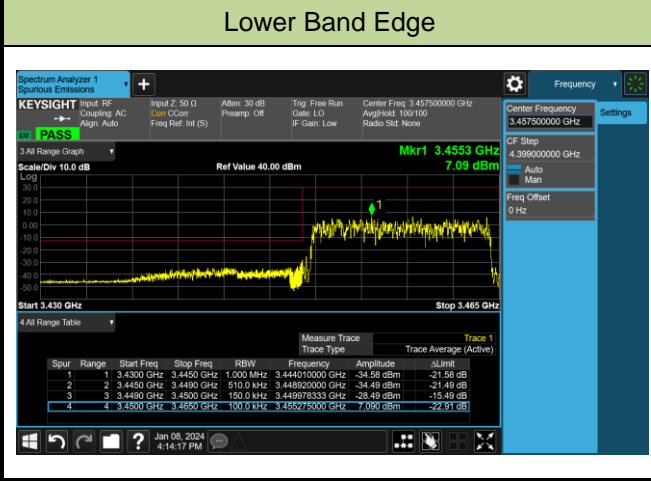 Lower Band Edge
Spectrum Analyzer 1
Spurious Emissions
Frequency
KEYSIGHT
Input: RF
Coupling: AC
Align: Auto
Input Z: 50 Ω
Corr CCorr
Freq Ref: Int (S)
Atten: 30 dB
Preamp: Off
Trig: Free Run
Gate: LO
IF Gain: Low
Center Freq: 3.457500000 GHz
Avg|Hold: 100/100
Radio Std: None
PASS
Center Frequency
3.457500000 GHz
Settings
CF Step
4.399000000 GHz
Auto
Man
Freq Offset
0 Hz
3 All Range Graph
Mkr1 3.4553 GHz
Scale/Div 10.0 dB
Ref Value 40.00 dBm
7.09 dBm
Log
30.0
20.0
10.0
0.00
-10.0
-20.0
-30.0
-40.0
-50.0
1
Start 3.430 GHz
Stop 3.465 GHz
4 All Range Table
Measure Trace Trace 1
Trace Type Trace Average (Active)
Spur Range Start Freq Stop Freq RBW Frequency Amplitude ΔLimit
1 1 3.4300 GHz 3.4450 GHz 1.000 MHz 3.444010000 GHz -34.58 dBm -21.58 dB
2 2 3.4450 GHz 3.4490 GHz 510.0 kHz 3.448920000 GHz -34.49 dBm -21.49 dB
3 3 3.4490 GHz 3.4500 GHz 150.0 kHz 3.449978333 GHz -28.49 dBm -15.49 dB
4 4 3.4500 GHz 3.4650 GHz 100.0 kHz 3.455275000 GHz 7.090 dBm -22.91 dB
Jan 08, 2024
4:14:17 PM